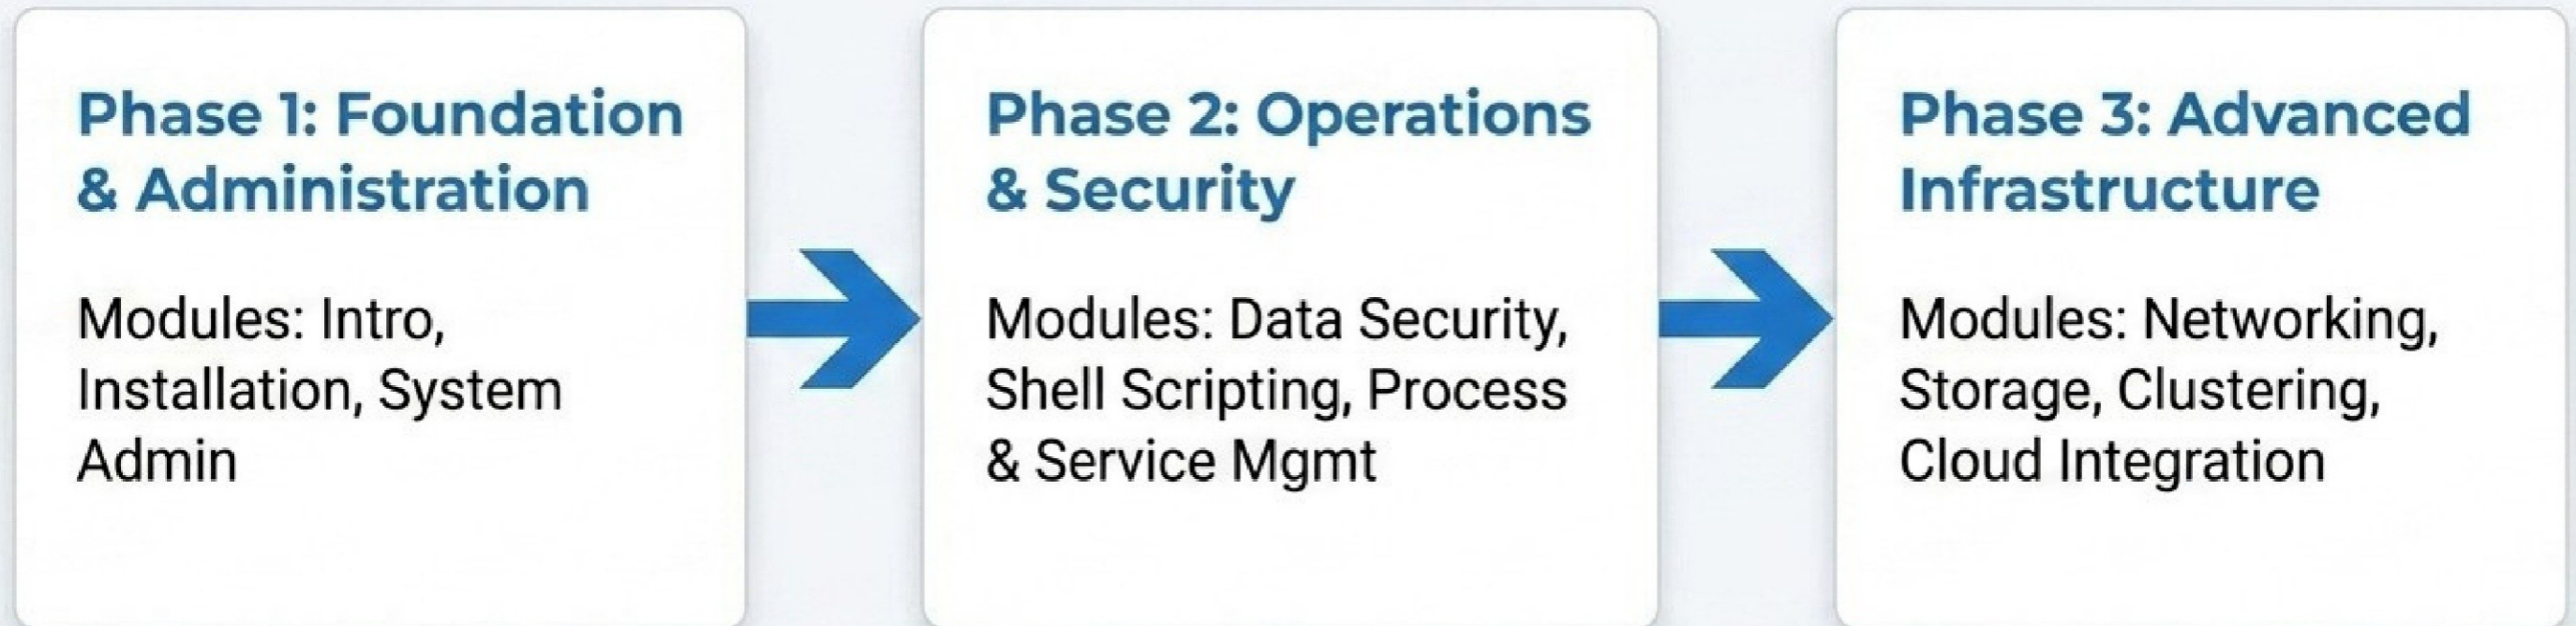 Phase 1: Foundation
& Administration
Modules: Intro,
Installation, System
Admin
Phase 2: Operations
& Security
Modules: Data Security,
Shell Scripting, Process
& Service Mgmt
Phase 3: Advanced
Infrastructure
Modules: Networking,
Storage, Clustering,
Cloud Integration